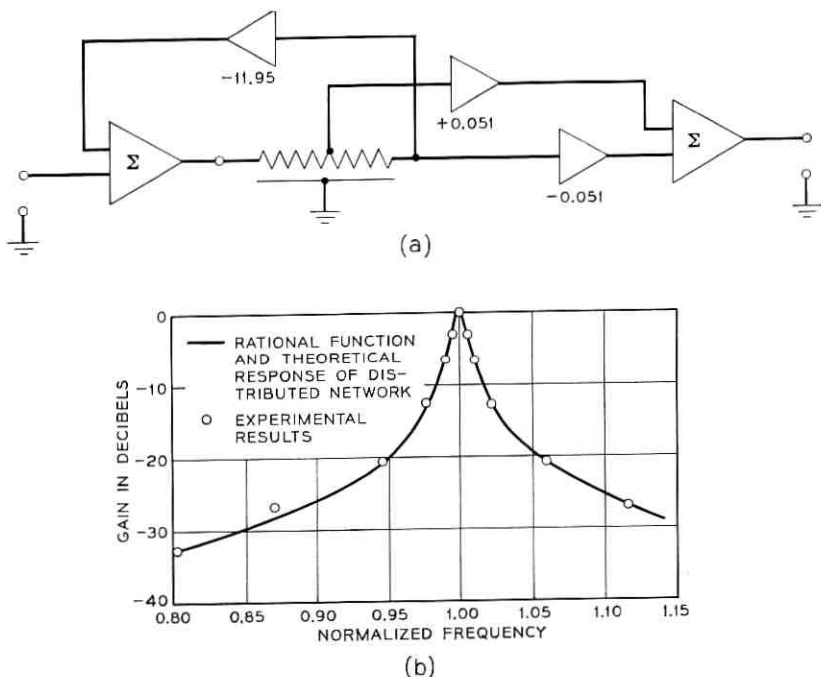 -11.95
+0.051
Σ
Σ
-0.051
(a)
0
-10
-20
-30
-40
GAIN IN DECIBELS
RATIONAL FUNCTION
AND THEORETICAL
RESPONSE OF DIS-
TRIBUTED NETWORK
EXPERIMENTAL
RESULTS
0.80 0.85 0.90 0.95 1.00 1.05 1.10 1.15
NORMALIZED FREQUENCY
(b)